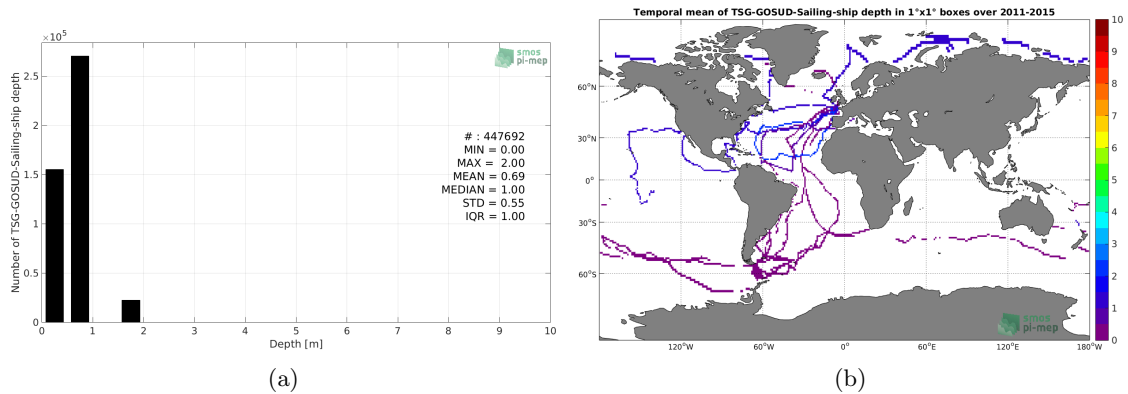 ×10^5
2.5
2
1.5
1
0.5
0
0 1 2 3 4 5 6 7 8 9 10
Number of TSG-GOSUD-Sailing-ship depth
Depth [m]
smos
pi-mep
# : 447692
MIN = 0.00
MAX = 2.00
MEAN = 0.69
MEDIAN = 1.00
STD = 0.55
IQR = 1.00
(a)
Temporal mean of TSG-GOSUD-Sailing-ship depth in 1°x1° boxes over 2011-2015
60°N
30°N
0°
30°S
60°S
120°W 60°W 0° 60°E 120°E 180°W
smos
pi-mep
10
9
8
7
6
5
4
3
2
1
0
(b)